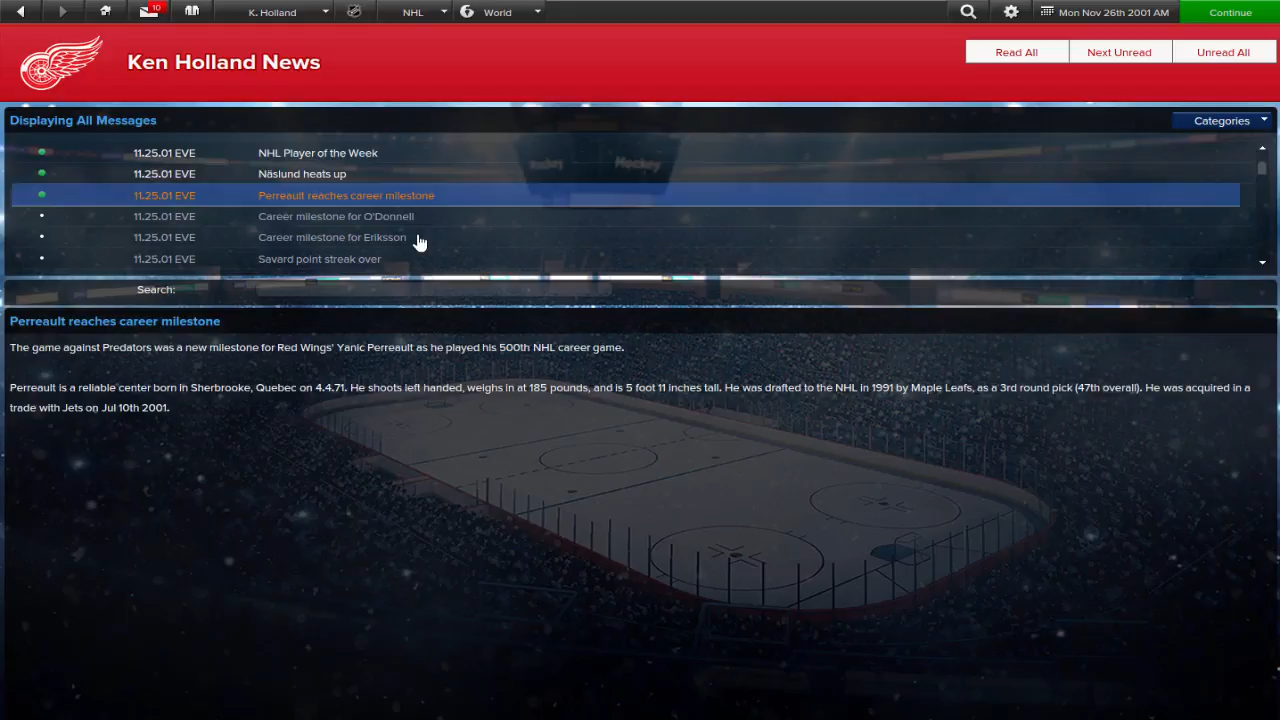 10 K. Holland NHL World Mon Nov 26th 2001 AM Continue
Ken Holland News
Read All Next Unread Unread All
Displaying All Messages
Categories
11.25.01 EVE NHL Player of the Week
11.25.01 EVE Näslund heats up
11.25.01 EVE Perreault reaches career milestone
11.25.01 EVE Career milestone for O'Donnell
11.25.01 EVE Career milestone for Eriksson
11.25.01 EVE Savard point streak over
Search:
Perreault reaches career milestone
The game against Predators was a new milestone for Red Wings' Yanic Perreault as he played his 500th NHL career game.
Perreault is a reliable center born in Sherbrooke, Quebec on 4.4.71. He shoots left handed, weighs in at 185 pounds, and is 5 foot 11 inches tall. He was drafted to the NHL in 1991 by Maple Leafs, as a 3rd round pick (47th overall). He was acquired in a
trade with Jets on Jul 10th 2001.